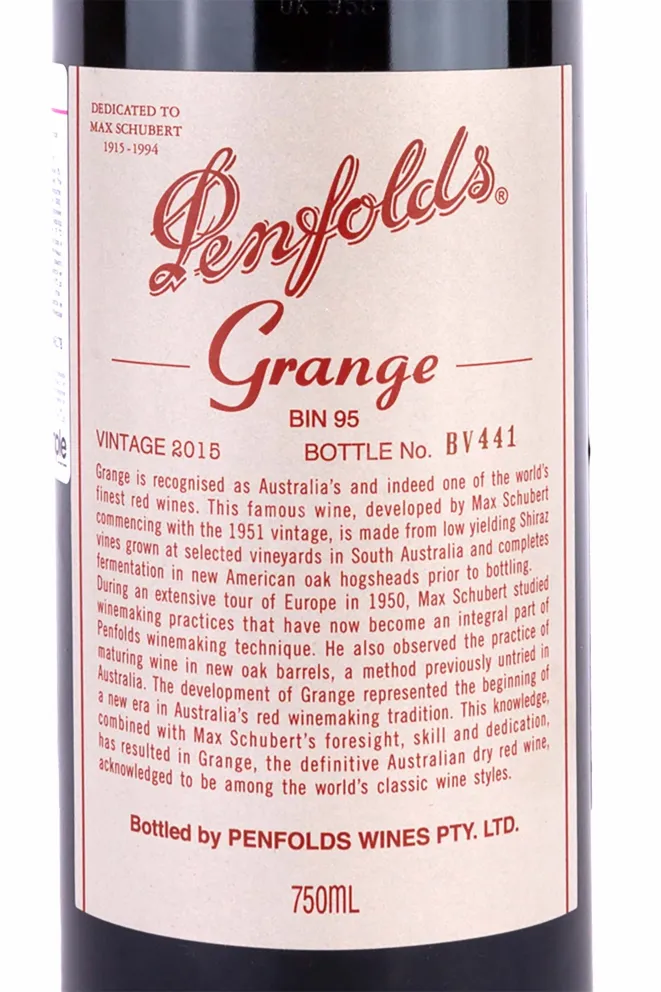 DEDICATED TO
MAX SCHUBERT
1915-1994
Penfolds®
Grange
BIN 95
VINTAGE 2015 BOTTLE No. BV441
Grange is recognised as Australia's and indeed one of the world's
finest red wines. This famous wine, developed by Max Schubert
commencing with the 1951 vintage, is made from low yielding Shiraz
vines grown at selected vineyards in South Australia and completes
fermentation in new American oak hogsheads prior to bottling.
During an extensive tour of Europe in 1950, Max Schubert studied
winemaking practices that have now become an integral part of
Penfolds winemaking technique. He also observed the practice of
maturing wine in new oak barrels, a method previously untried in
Australia. The development of Grange represented the beginning of
a new era in Australia's red winemaking tradition. This knowledge,
combined with Max Schubert's foresight, skill and dedication,
has resulted in Grange, the definitive Australian dry red wine,
acknowledged to be among the world's classic wine styles.
Bottled by PENFOLDS WINES PTY. LTD.
750mL